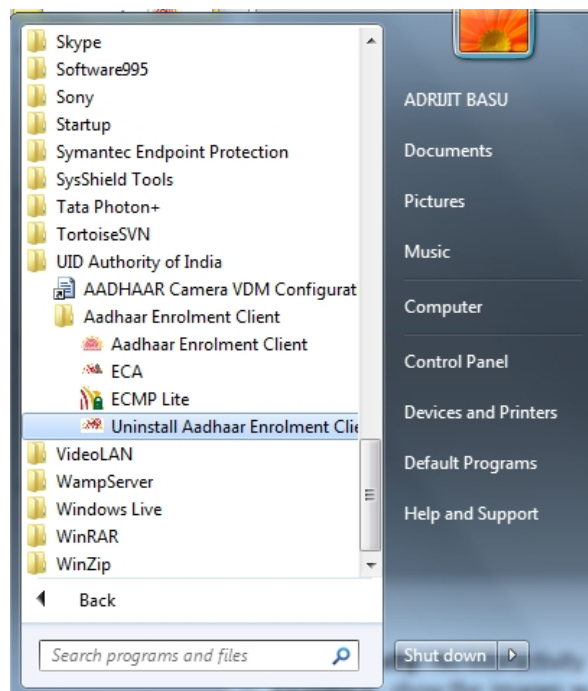 Skype
Software995
Sony
Startup
Symantec Endpoint Protection
SysShield Tools
Tata Photon+
TortoiseSVN
UID Authority of India
AADHAAR Camera VDM Configurat
Aadhaar Enrolment Client
Aadhaar Enrolment Client
ECA
ECMP Lite
Uninstall Aadhaar Enrolment Clie
VideoLAN
WampServer
Windows Live
WinRAR
WinZip
Back
Search programs and files
ADRIJIT BASU
Documents
Pictures
Music
Computer
Control Panel
Devices and Printers
Default Programs
Help and Support
Shut down